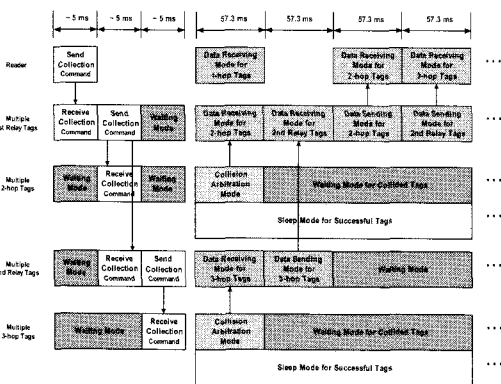 ~ 5 ms ~ 5 ms ~ 5 ms 57.3 ms 57.3 ms 57.3 ms 57.3 ms
Reader
Send
Collection
Command
Data Receiving
Mode for
1-hop Tags
Data Receiving
Mode for
2-hop Tags
Data Receiving
Mode for
3-hop Tags
Multiple
st Relay Tags
Receive
Collection
Command
Send
Collection
Command
Waiting
Mode
Data Receiving
Mode for
2-hop Tags
Data Receiving
Mode for
2nd Relay Tags
Data Sending
Mode for
2-hop Tags
Data Sending
Mode for
2nd Relay Tags
Multiple
2-hop Tags
Waiting
Mode
Receive
Collection
Command
Waiting
Mode
Collision
Arbitration
Mode
Waiting Mode for Collided Tags
Sleep Mode for Successful Tags
Multiple
nd Relay Tags
Waiting
Mode
Receive
Collection
Command
Send
Collection
Command
Data Receiving
Mode for
3-hop Tags
Data Sending
Mode for
3-hop Tags
Waiting Mode
Multiple
3-hop Tags
Waiting Mode
Receive
Collection
Command
Collision
Arbitration
Mode
Waiting Mode for Collided Tags
Sleep Mode for Successful Tags